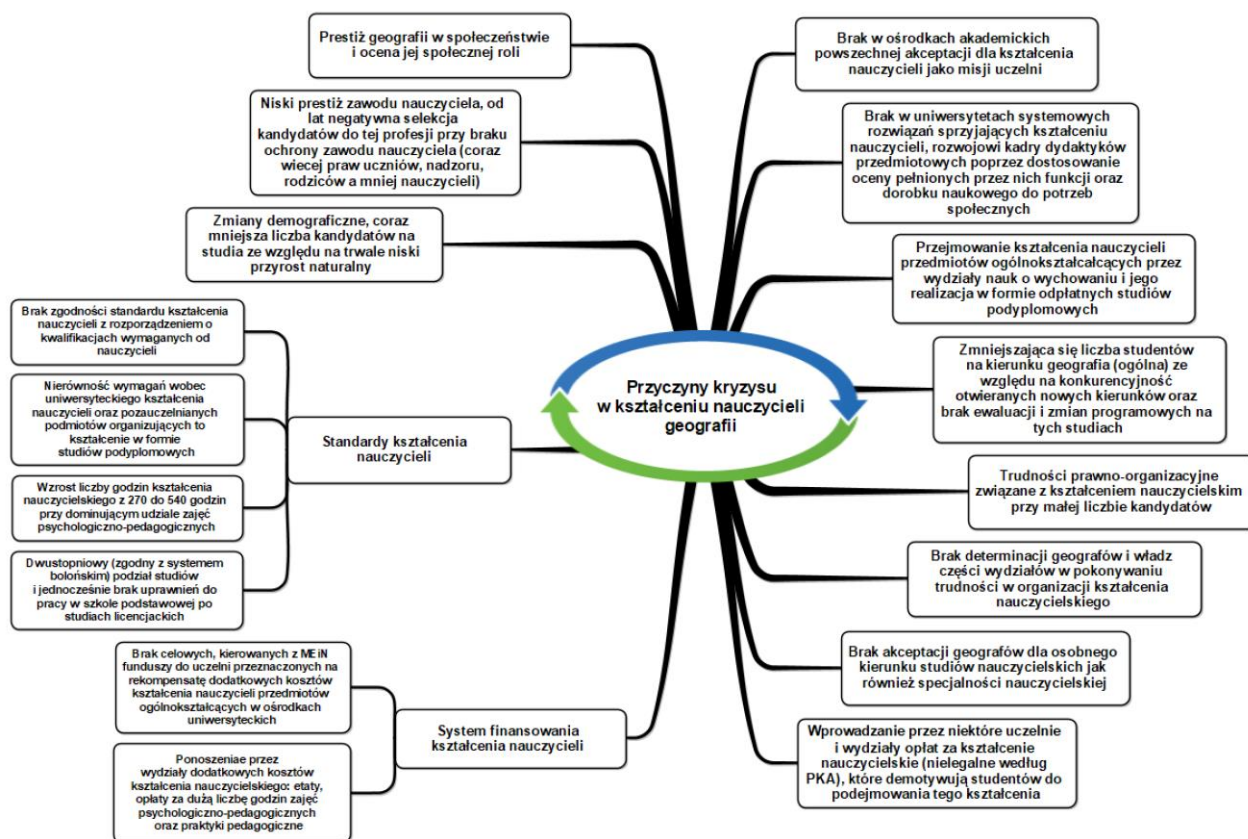 Prestiż geografii w społeczeństwie
i ocena jej społecznej roli
Niski prestiż zawodu nauczyciela, od
lat negatywna selekcja
kandydatów do tej profesji przy braku
ochrony zawodu nauczyciela (coraz
wiecej praw uczniów, nadzoru,
rodziców a mniej nauczycieli)
Zmiany demograficzne, coraz
mniejsza liczba kandydatów na
studia ze względu na trwale niski
przyrost naturalny
Brak zgodności standardu kształcenia
nauczycieli z rozporządzeniem o
kwalifikacjach wymaganych od
nauczycieli
Nierówność wymagań wobec
uniwersyteckiego kształcenia
nauczycieli oraz pozauczelnianych
podmiotów organizujących to
kształcenie w formie
studiów podyplomowych
Wzrost liczby godzin kształcenia
nauczycielskiego z 270 do 540 godzin
przy dominującym udziale zajęć
psychologiczno-pedagogicznych
Dwustopniowy (zgodny z systemem
bolońskim) podział studiów
i jednocześnie brak uprawnień do
pracy w szkole podstawowej po
studiach licencjackich
Standardy kształcenia
nauczycieli
Brak celowych, kierowanych z MEiN
funduszy do uczelni przeznaczonych na
rekompensatę dodatkowych kosztów
kształcenia nauczycieli przedmiotów
ogólnokształcących w ośrodkach
uniwersyteckich
Ponoszeniae przez
wydziały dodatkowych kosztów
kształcenia nauczycielskiego: etaty,
opłaty za dużą liczbę godzin zajęć
psychologiczno-pedagogicznych
oraz praktyki pedagogiczne
System finansowania
kształcenia nauczycieli
Przyczyny kryzysu
w kształceniu nauczycieli
geografii
Brak w ośrodkach akademickich
powszechnej akceptacji dla kształcenia
nauczycieli jako misji uczelni
Brak w uniwersytetach systemowych
rozwiązań sprzyjających kształceniu
nauczycieli, rozwojowi kadry dydaktyków
przedmiotowych poprzez dostosowanie
oceny pełnionych przez nich funkcji oraz
dorobku naukowego do potrzeb
społecznych
Przejmowanie kształcenia nauczycieli
przedmiotów ogólnokształcałcących przez
wydziały nauk o wychowaniu i jego
realizacja w formie odpłatnych studiów
podyplomowych
Zmniejszająca się liczba studentów
na kierunku geografia (ogólna) ze
względu na konkurencyjność
otwieranych nowych kierunków oraz
brak ewaluacji i zmian programowych na
tych studiach
Trudności prawno-organizacyjne
związane z kształceniem nauczycielskim
przy małej liczbie kandydatów
Brak determinacji geografów i władz
części wydziałów w pokonywaniu
trudności w organizacji kształcenia
nauczycielskiego
Brak akceptacji geografów dla osobnego
kierunku studiów nauczycielskich jak
również specjalności nauczycielskiej
Wprowadzanie przez niektóre uczelnie
i wydziały opłat za kształcenie
nauczycielskie (nielegalne według
PKA), które demotywują studentów do
podejmowania tego kształcenia